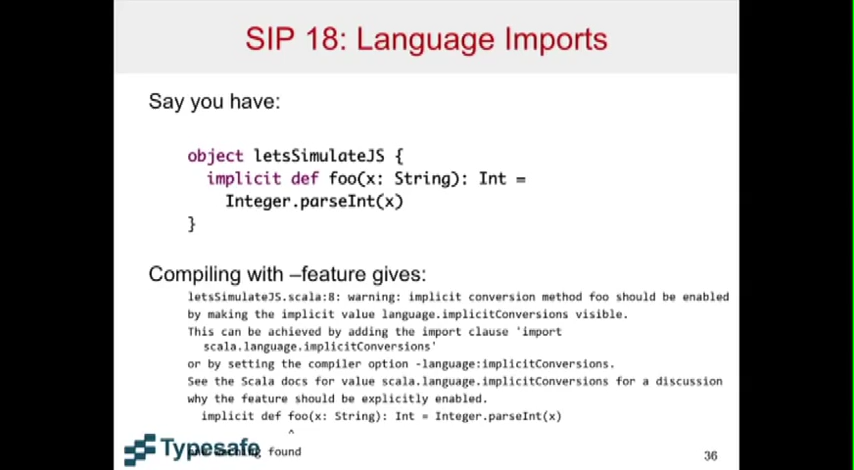 SIP 18: Language Imports
Say you have:
object letsSimulateJS {
implicit def foo(x: String): Int =
Integer.parseInt(x)
}
Compiling with –feature gives:
letsSimulateJS.scala:8: warning: implicit conversion method foo should be enabled
by making the implicit value language.implicitConversions visible.
This can be achieved by adding the import clause 'import
scala.language.implicitConversions'
or by setting the compiler option -language:implicitConversions.
See the Scala docs for value scala.language.implicitConversions for a discussion
why the feature should be explicitly enabled.
implicit def foo(x: String): Int = Integer.parseInt(x)
^
found
Typesafe
36